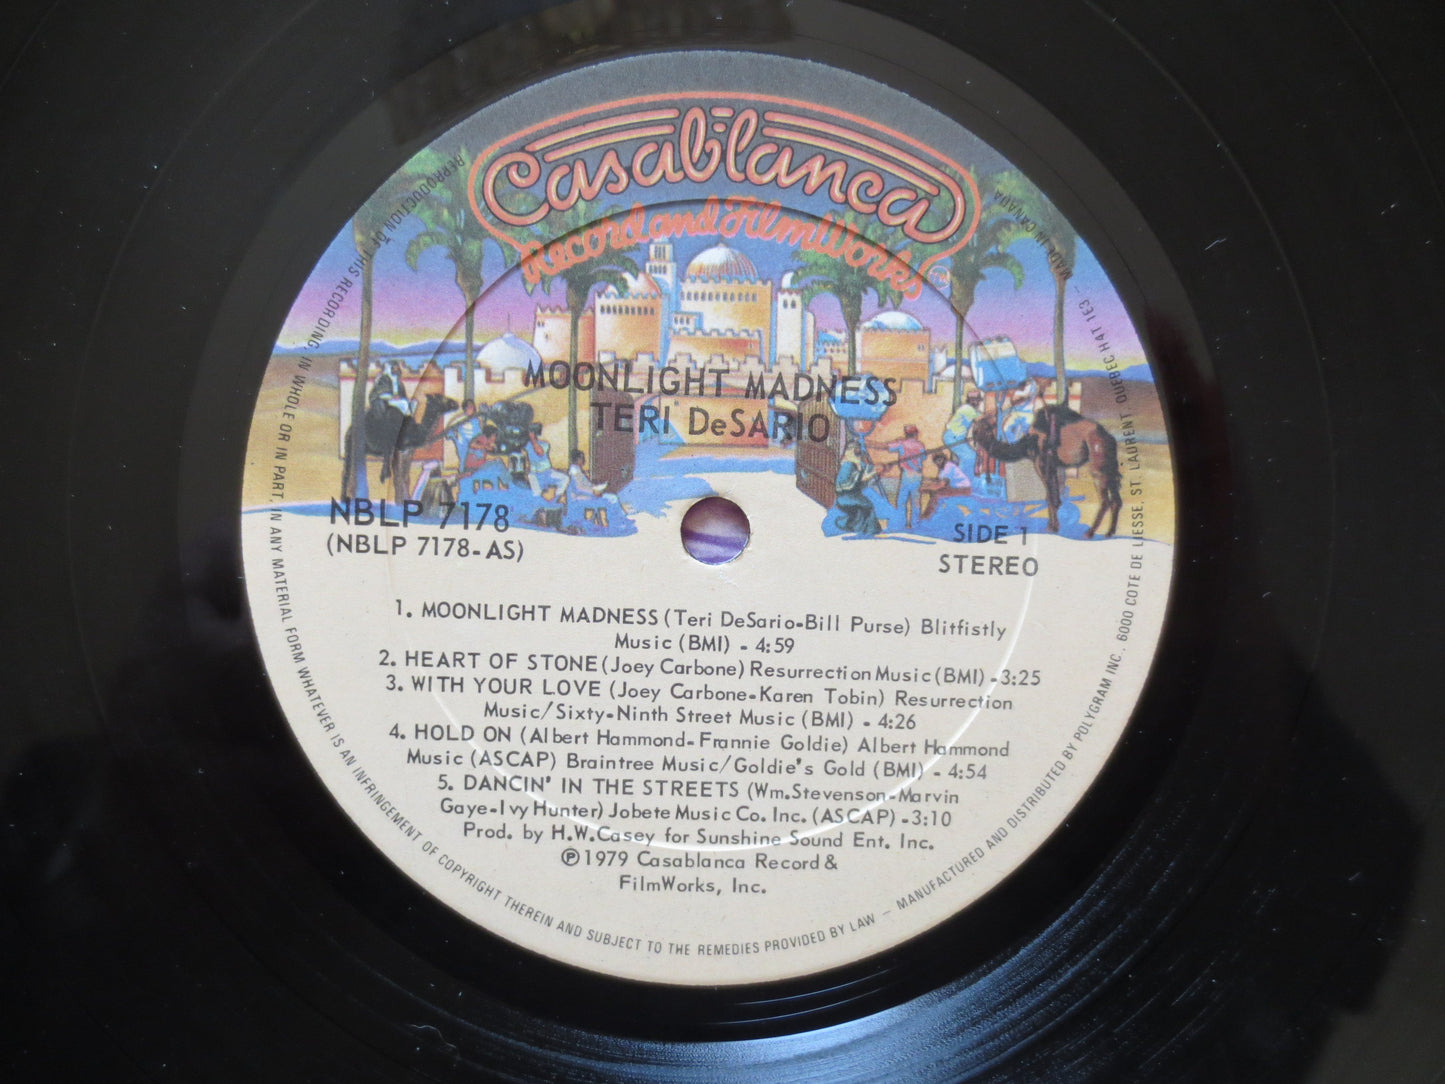 Casablanca
Record and FilmWorks
MOONLIGHT MADNESS
TERI DeSARIO
NBLP 7178
(NBLP 7178-AS)
SIDE 1
STEREO
1. MOONLIGHT MADNESS (Teri DeSario-Bill Purse) Blitfistly
Music (BMI) - 4:59
2. HEART OF STONE (Joey Carbone) Resurrection Music (BMI) - 3:25
3. WITH YOUR LOVE (Joey Carbone-Karen Tobin) Resurrection
Music/Sixty-Ninth Street Music (BMI) - 4:26
4. HOLD ON (Albert Hammond-Frannie Goldie) Albert Hammond
Music (ASCAP) Braintree Music/Goldie's Gold (BMI) - 4:54
5. DANCIN' IN THE STREETS (Wm.Stevenson-Marvin
Gaye-Ivy Hunter) Jobete Music Co. Inc. (ASCAP) -3:10
Prod. by H.W.Casey for Sunshine Sound Ent. Inc.
℗1979 Casablanca Record &
FilmWorks, Inc.
REPRODUCTION OF THIS RECORDING, IN WHOLE OR IN PART, IN ANY MATERIAL FORM WHATEVER IS AN INFRINGEMENT OF COPYRIGHT THEREIN AND SUBJECT TO THE REMEDIES PROVIDED BY LAW – MANUFACTURED AND DISTRIBUTED BY POLYGRAM INC., 6000 COTE DE LIESSE, ST. LAURENT QUEBEC H4T 1E3 – MADE IN CANADA